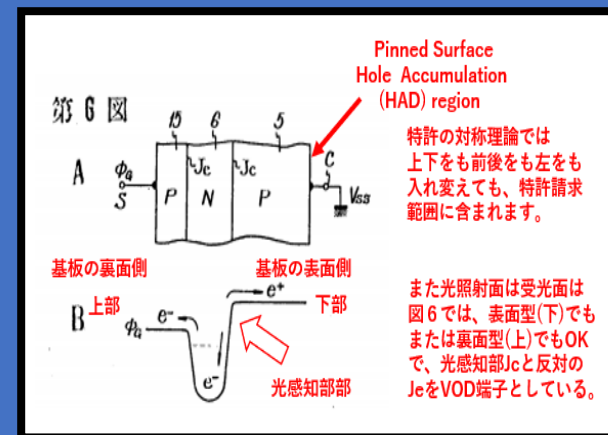 Pinned Surface
Hole Accumulation
(HAD) region
第6図
15 6 5
A
φG
S
Jc
Jc
P N P
C
Vss
特許の対称理論では
上下をも前後をも左をも
入れ変えても、特許請求
範囲に含まれます。
基板の裏面側
基板の表面側
B
上部
下部
φG
e-
e+
e-
光感知部部
また光照射面は受光面は
図６では、表面型(下)でも
または裏面型(上)でもOK
で、光感知部Jcと反対の
JeをVOD端子としている。